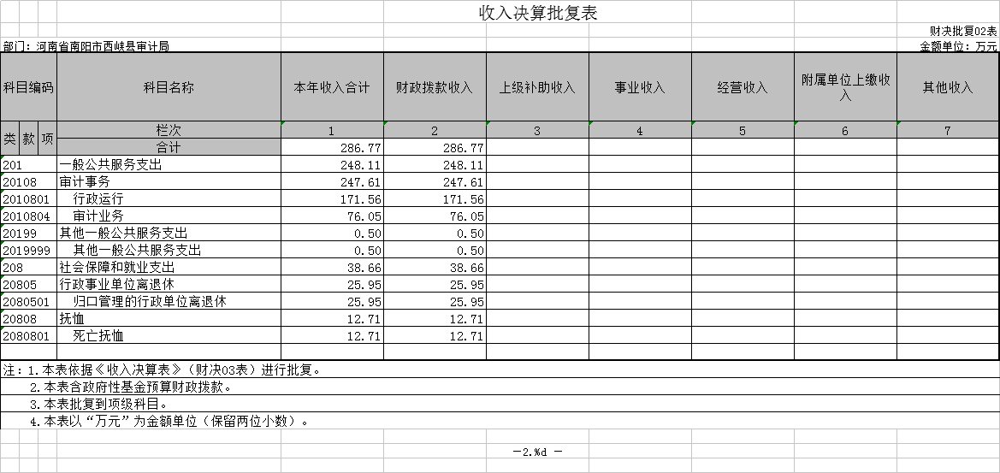 收入决算批复表
财决批复02表
部门：河南省南阳市西峡县审计局 金额单位：万元
科目编码 科目名称 本年收入合计 财政拨款收入 上级补助收入 事业收入 经营收入 附属单位上缴收入 其他收入
类 款 项 栏次 1 2 3 4 5 6 7
合计 286.77 286.77
201 一般公共服务支出 248.11 248.11
20108 审计事务 247.61 247.61
2010801 行政运行 171.56 171.56
2010804 审计业务 76.05 76.05
20199 其他一般公共服务支出 0.50 0.50
2019999 其他一般公共服务支出 0.50 0.50
208 社会保障和就业支出 38.66 38.66
20805 行政事业单位离退休 25.95 25.95
2080501 归口管理的行政单位离退休 25.95 25.95
20808 抚恤 12.71 12.71
2080801 死亡抚恤 12.71 12.71
注：1.本表依据《收入决算表》（财决03表）进行批复。
2.本表含政府性基金预算财政拨款。
3.本表批复到项级科目。
4.本表以“万元”为金额单位（保留两位小数）。
—2.%d —